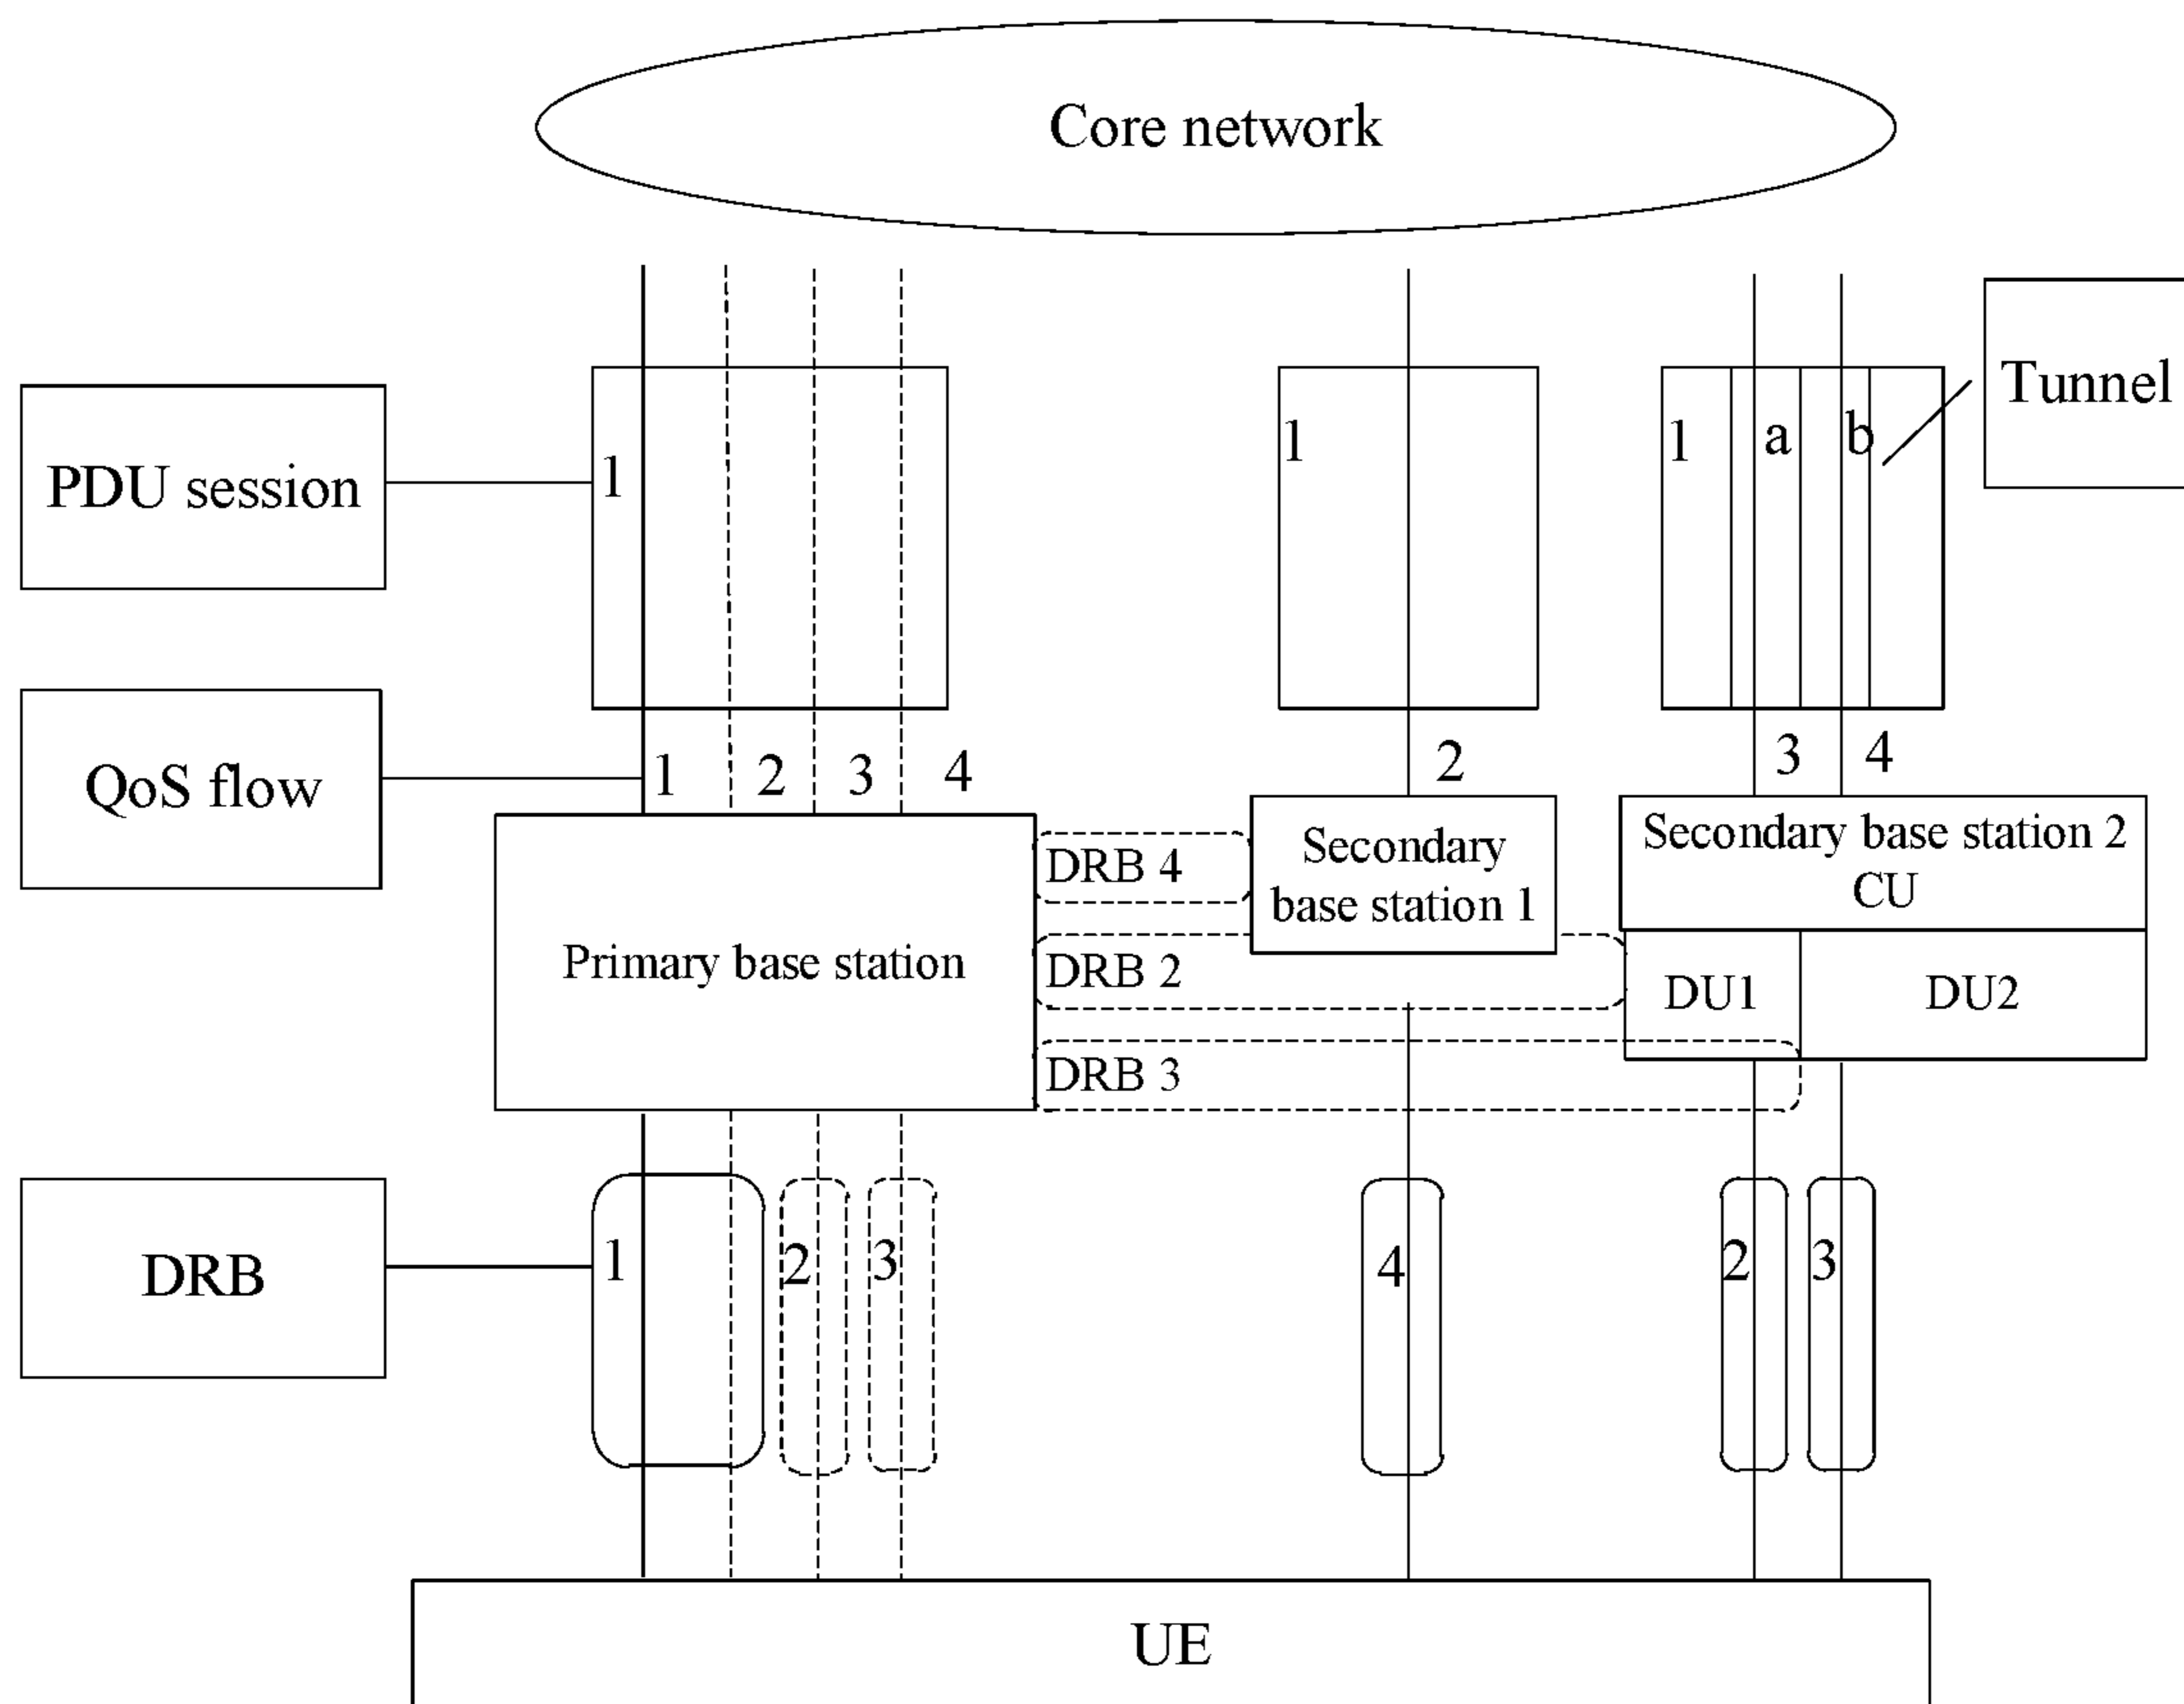 Core network
Tunnel
PDU session
1
1
1
a
b
QoS flow
1
2
3
4
2
3
4
Primary base station
DRB 4
DRB 2
DRB 3
Secondary
base station 1
Secondary base station 2
CU
DU1
DU2
DRB
1
2
3
4
2
3
UE